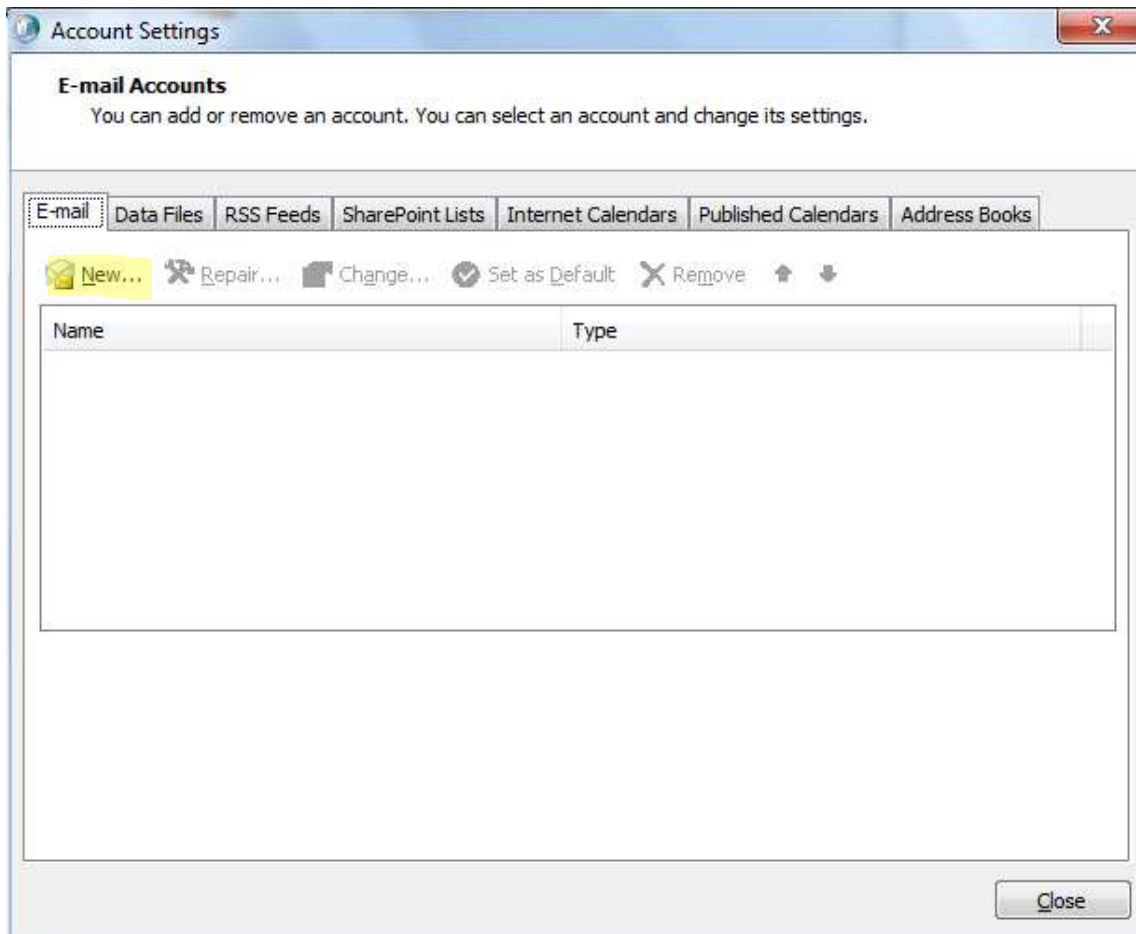 Account Settings
E-mail Accounts
You can add or remove an account. You can select an account and change its settings.
E-mail Data Files RSS Feeds SharePoint Lists Internet Calendars Published Calendars Address Books
New... Repair... Change... Set as Default Remove
Name Type
Close